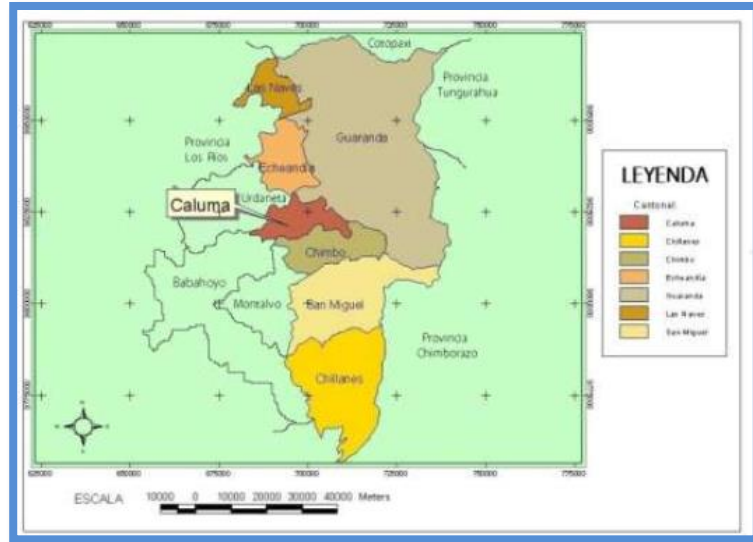 Cotopaxi
Provincia
Tungurahua
Las Naves
Guaranda
Provincia
Los Ríos
Echeandia
Urdaneta
Caluma
Chimbo
Babahoyo
Montalvo
San Miguel
Provincia
Chimborazo
Chillanes
LEYENDA
Cantonal
Caluma
Chillanes
Chimbo
Echeandia
Guaranda
Las Naves
San Miguel
625000 650000 675000 700000 725000 750000 775000
ESCALA 10000 0 10000 20000 30000 40000 Meters